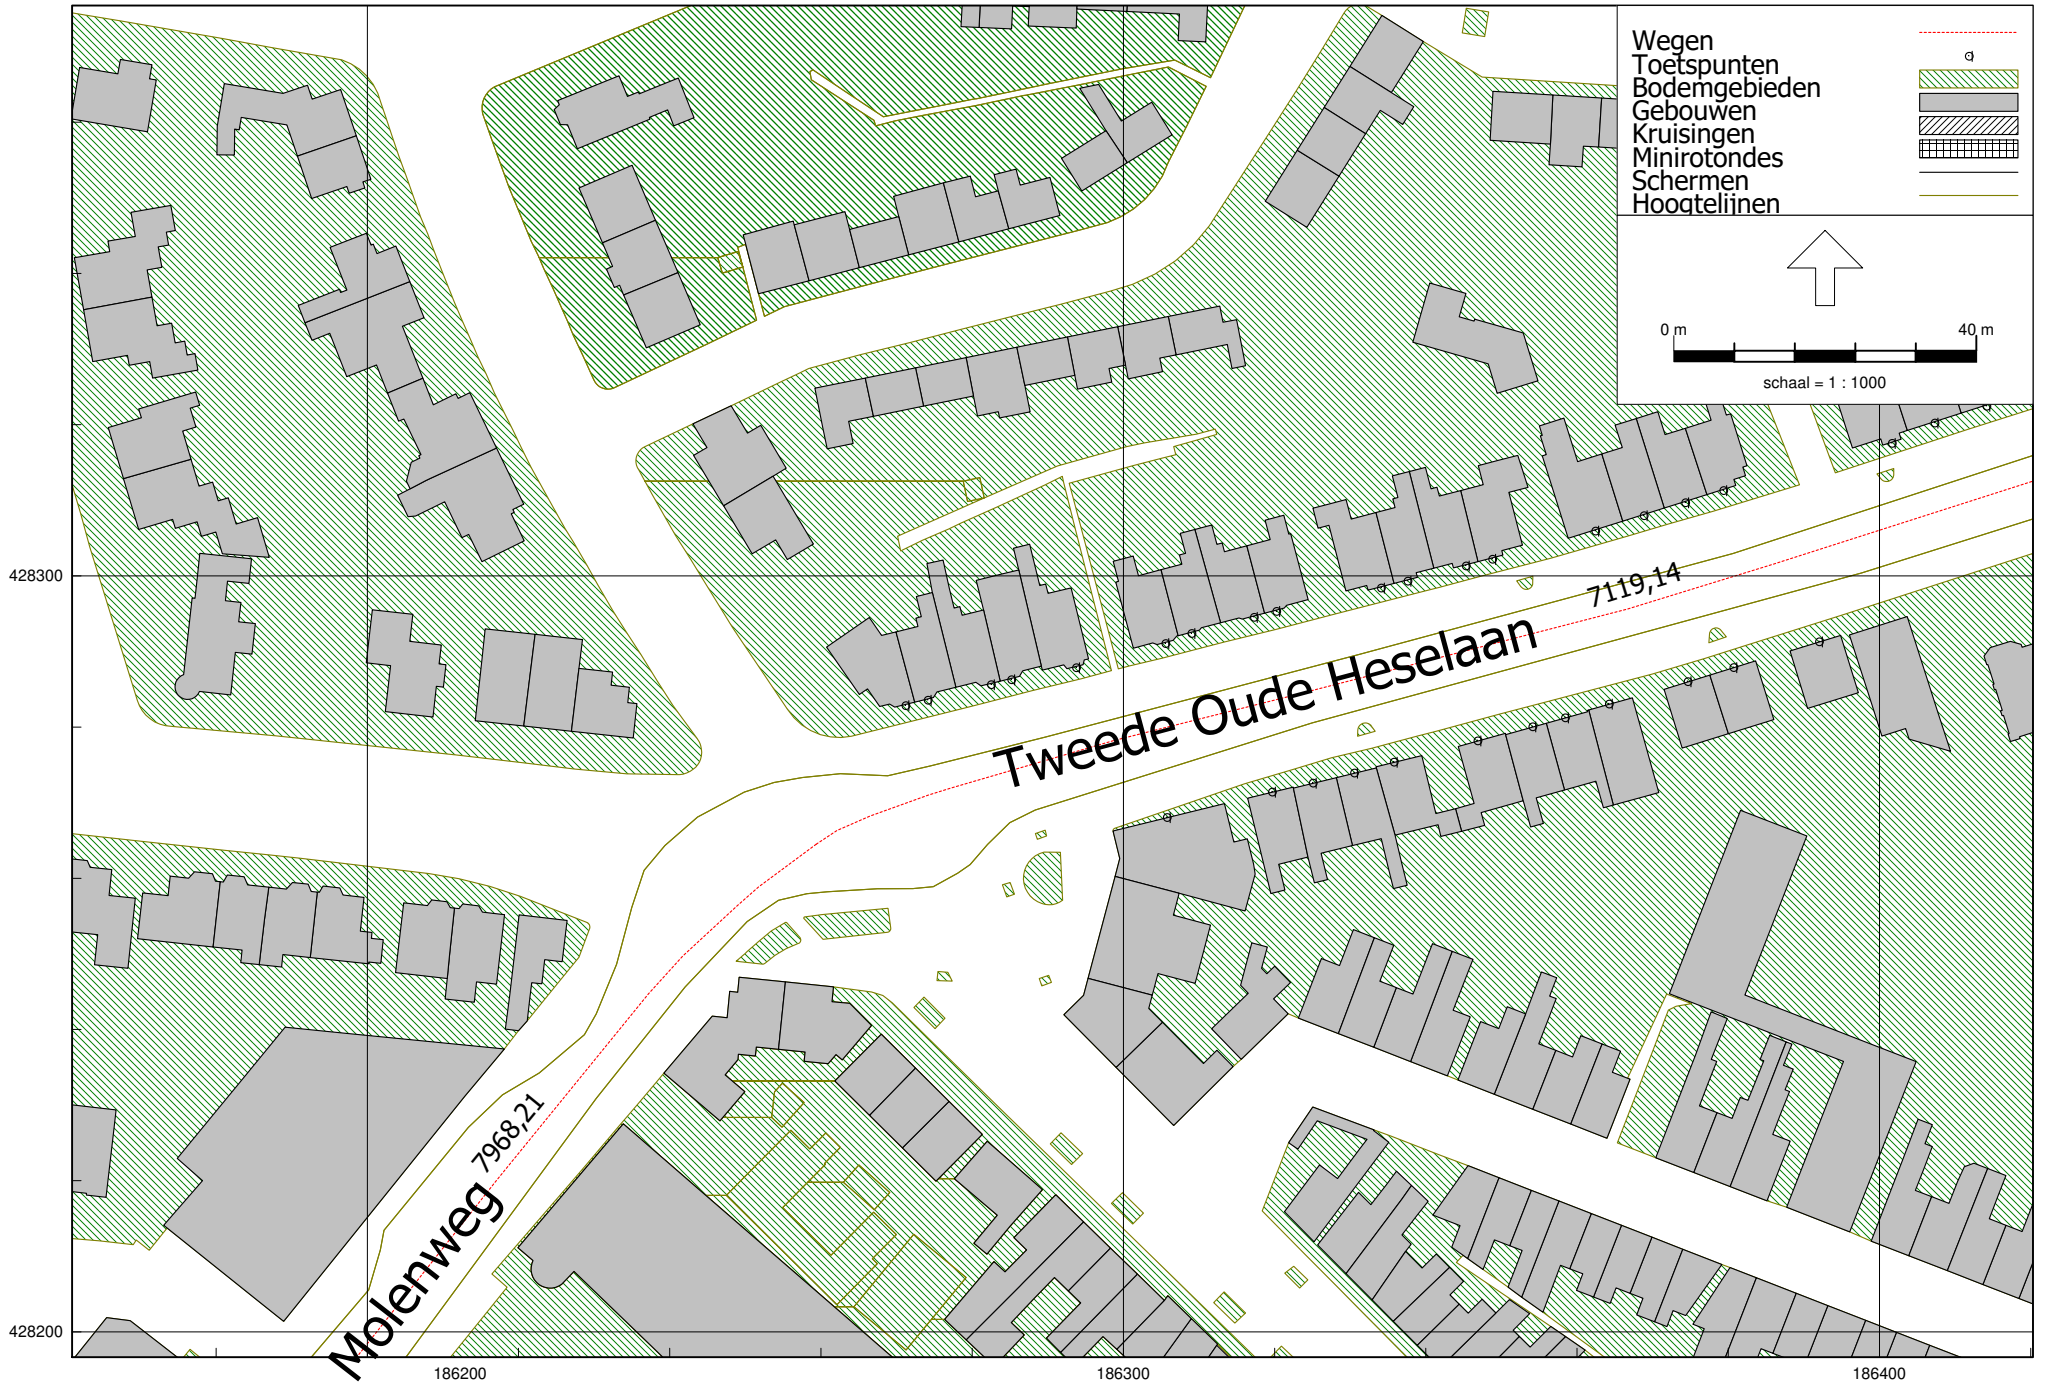 Wegen
Toetspunten
Bodemgebieden
Gebouwen
Kruisingen
Minirotondes
Schermen
Hoogtelijnen
0 m
40 m
schaal = 1 : 1000
428300
7119,14
Tweede Oude Heselaan
7968,21
Molenweg
428200
186200
186300
186400